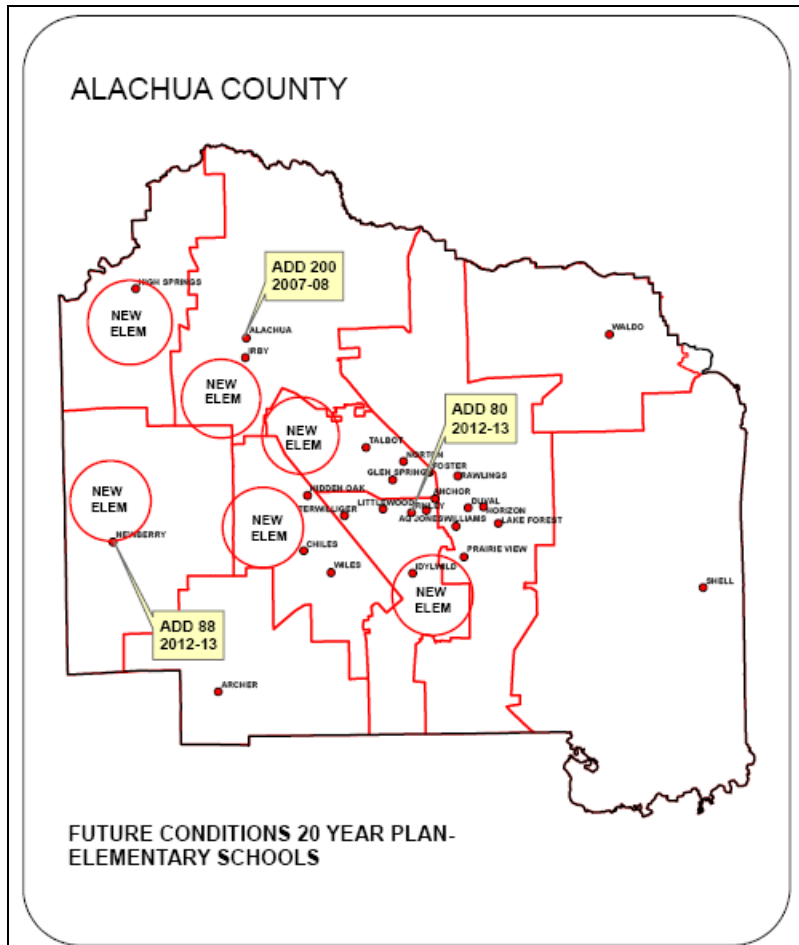 ALACHUA COUNTY
ADD 200
2007-08
HIGH SPRINGS
NEW
ELEM
ALACHUA
WALDO
IRBY
NEW
ELEM
ADD 80
2012-13
NEW
ELEM
TALBOT
NORTON
FOSTER
GLEN SPRINGS
RAWLINGS
NEW
ELEM
HIDDEN OAK
ANCHOR
LITTLEWOOD
DUVAL
HORIZON
TERWILLIGER
FINLEY
AQ JONES
WILLIAMS
LAKE FOREST
NEW
ELEM
NEWBERRY
CHILES
PRAIRIE VIEW
WILES
IDYLWILD
SHELL
NEW
ELEM
ADD 88
2012-13
ARCHER
FUTURE CONDITIONS 20 YEAR PLAN-
ELEMENTARY SCHOOLS